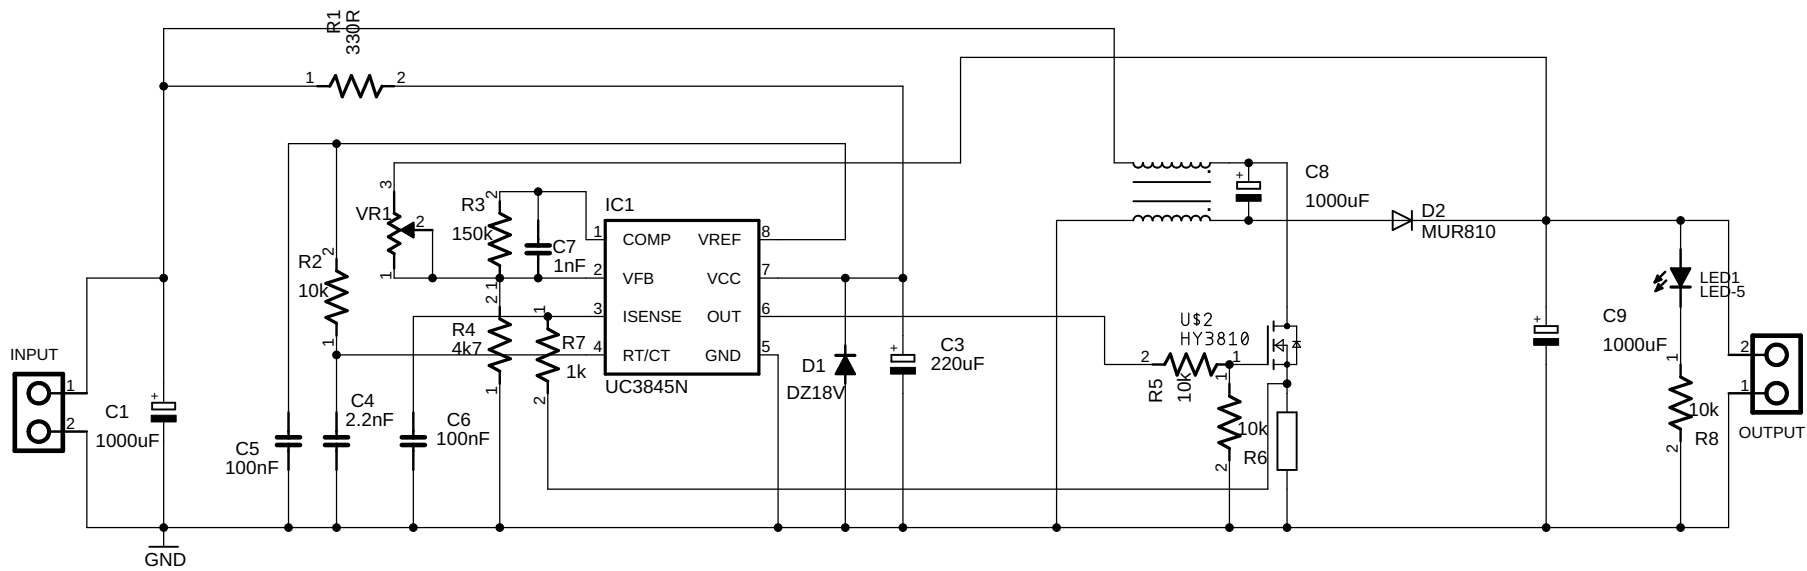 R1
330R
1
2
3
VR1
2
1
R3
2
150k
1
C7
1nF
IC1
1
COMP
VREF
8
2
VFB
VCC
7
3
ISENSE
OUT
6
4
RT/CT
GND
5
UC3845N
R2
10k
2
1
R4
4k7
2
1
R7
1k
1
2
INPUT
1
2
C1
1000uF
+
GND
C5
100nF
C4
2.2nF
C6
100nF
D1
DZ18V
C3
220uF
+
C8
1000uF
+
D2
MUR810
U$2
HY3810
2
1
R5
10k
1
10k
R6
2
C9
1000uF
+
LED1
LED-5
1
10k
R8
2
2
1
OUTPUT